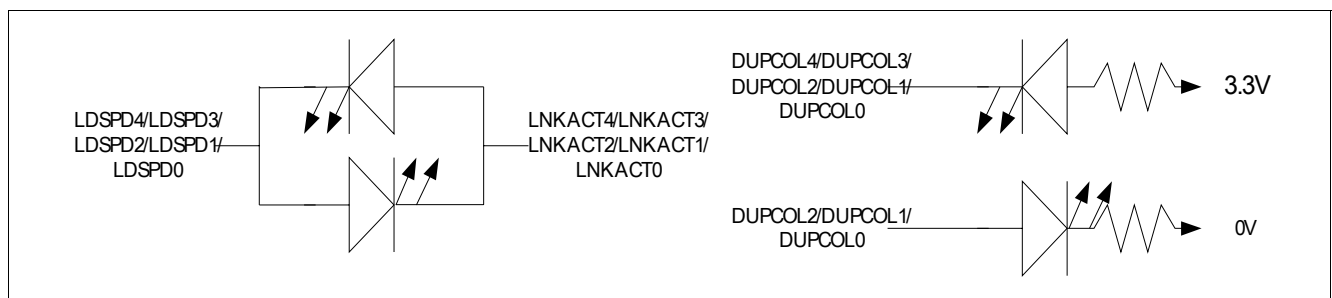 LDSPD4/LDSPD3/
LDSPD2/LDSPD1/
LDSPD0
LNKACT4/LNKACT3/
LNKACT2/LNKACT1/
LNKACT0
DUPCOL4/DUPCOL3/
DUPCOL2/DUPCOL1/
DUPCOL0
3.3V
DUPCOL2/DUPCOL1/
DUPCOL0
0V